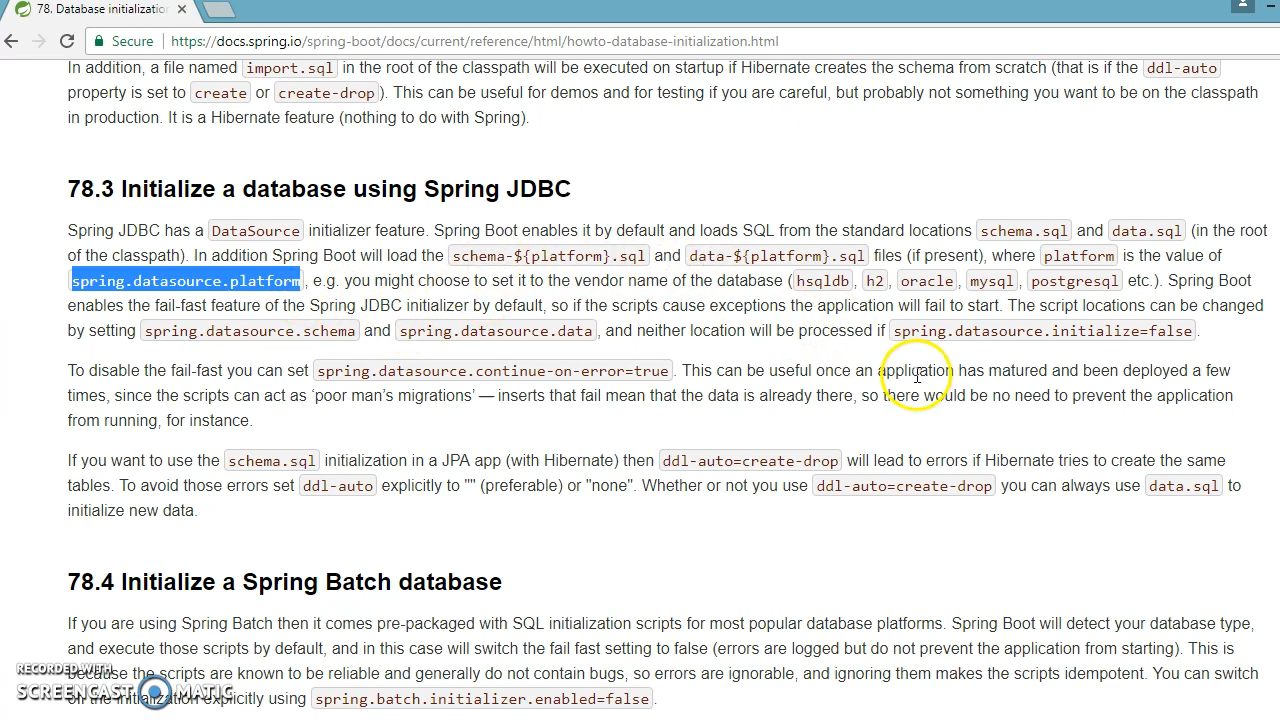 78. Database initializatio
Secure https://docs.spring.io/spring-boot/docs/current/reference/html/howto-database-initialization.html
In addition, a file named import.sql in the root of the classpath will be executed on startup if Hibernate creates the schema from scratch (that is if the ddl-auto
property is set to create or create-drop). This can be useful for demos and for testing if you are careful, but probably not something you want to be on the classpath
in production. It is a Hibernate feature (nothing to do with Spring).
78.3 Initialize a database using Spring JDBC
Spring JDBC has a DataSource initializer feature. Spring Boot enables it by default and loads SQL from the standard locations schema.sql and data.sql (in the root
of the classpath). In addition Spring Boot will load the schema-${platform}.sql and data-${platform}.sql files (if present), where platform is the value of
spring.datasource.platform, e.g. you might choose to set it to the vendor name of the database (hsqldb, h2, oracle, mysql, postgresql etc.). Spring Boot
enables the fail-fast feature of the Spring JDBC initializer by default, so if the scripts cause exceptions the application will fail to start. The script locations can be changed
by setting spring.datasource.schema and spring.datasource.data, and neither location will be processed if spring.datasource.initialize=false.
To disable the fail-fast you can set spring.datasource.continue-on-error=true. This can be useful once an application has matured and been deployed a few
times, since the scripts can act as ‘poor man’s migrations’ — inserts that fail mean that the data is already there, so there would be no need to prevent the application
from running, for instance.
If you want to use the schema.sql initialization in a JPA app (with Hibernate) then ddl-auto=create-drop will lead to errors if Hibernate tries to create the same
tables. To avoid those errors set ddl-auto explicitly to "" (preferable) or "none". Whether or not you use ddl-auto=create-drop you can always use data.sql to
initialize new data.
78.4 Initialize a Spring Batch database
If you are using Spring Batch then it comes pre-packaged with SQL initialization scripts for most popular database platforms. Spring Boot will detect your database type,
and execute those scripts by default, and in this case will switch the fail fast setting to false (errors are logged but do not prevent the application from starting). This is
because the scripts are known to be reliable and generally do not contain bugs, so errors are ignorable, and ignoring them makes the scripts idempotent. You can switch
on the initialization explicitly using spring.batch.initializer.enabled=false.
RECORDED WITH
SCREENCAST MATIC